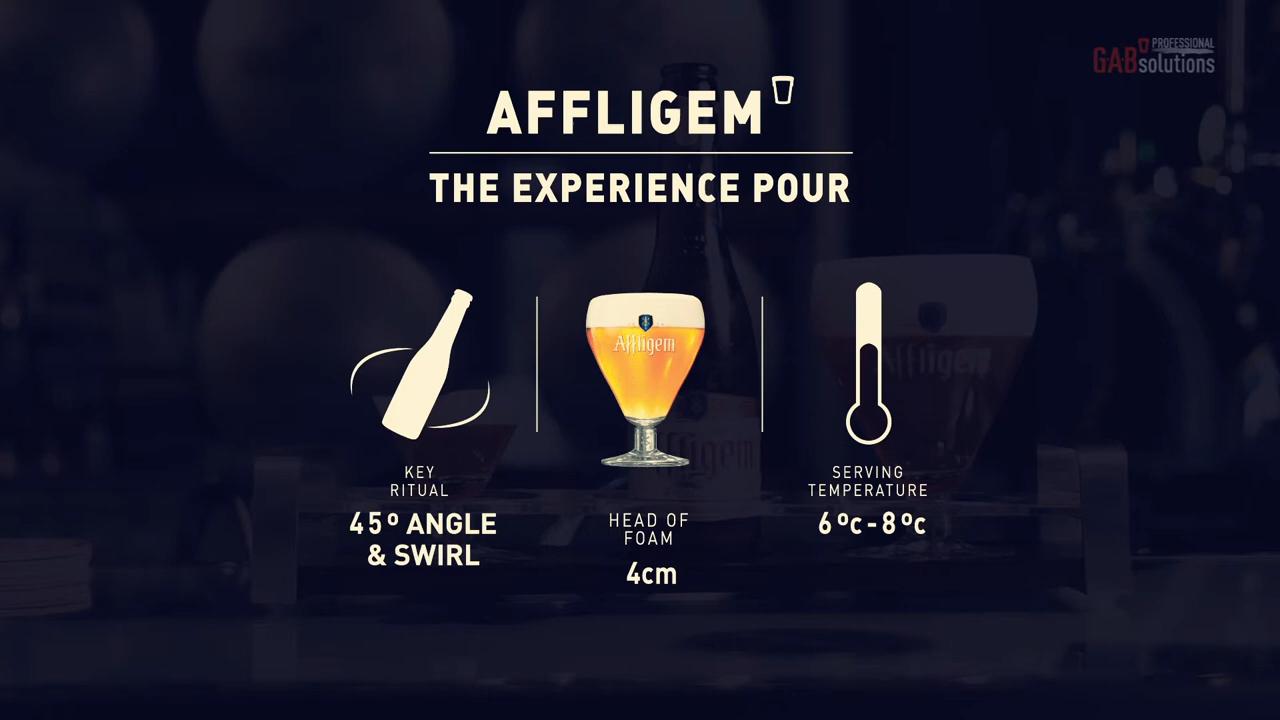 PROFESSIONAL
GAB solutions
AFFLIGEM
THE EXPERIENCE POUR
Affligem
KEY
RITUAL
45º ANGLE
& SWIRL
HEAD OF
FOAM
4cm
SERVING
TEMPERATURE
6ºc-8ºc
Affligem